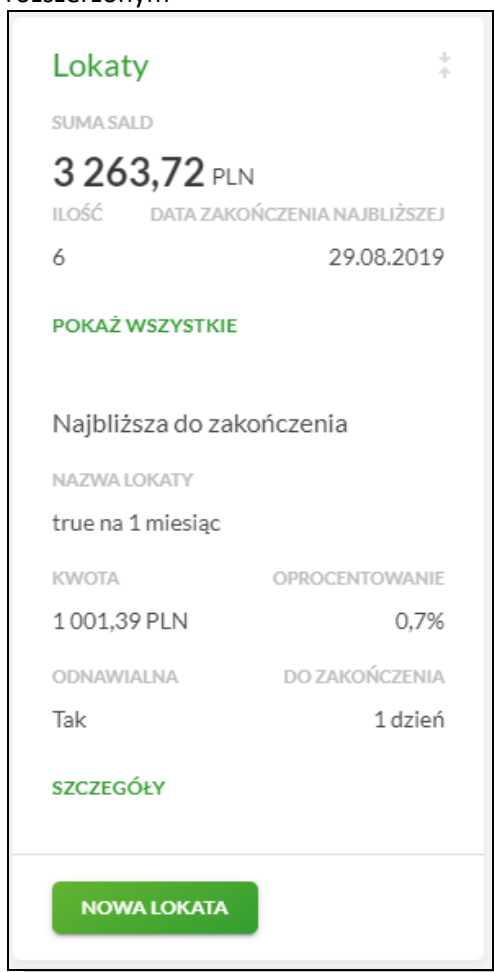 rozszerzonym
Lokaty
SUMA SALD
3 263,72 PLN
ILOŚĆ DATA ZAKOŃCZENIA NAJBLIŻSZEJ
6 29.08.2019
POKAŻ WSZYSTKIE
Najbliższa do zakończenia
NAZWA LOKATY
true na 1 miesiąc
KWOTA OPROCENTOWANIE
1 001,39 PLN 0,7%
ODNAWIALNA DO ZAKOŃCZENIA
Tak 1 dzień
SZCZEGÓŁY
NOWA LOKATA